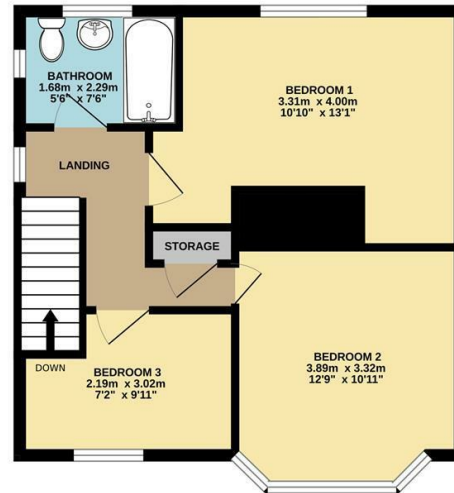 BATHROOM
1.68m x 2.29m
5'6" x 7'6"
BEDROOM 1
3.31m x 4.00m
10'10" x 13'1"
LANDING
STORAGE
DOWN
BEDROOM 3
2.19m x 3.02m
7'2" x 9'11"
BEDROOM 2
3.89m x 3.32m
12'9" x 10'11"